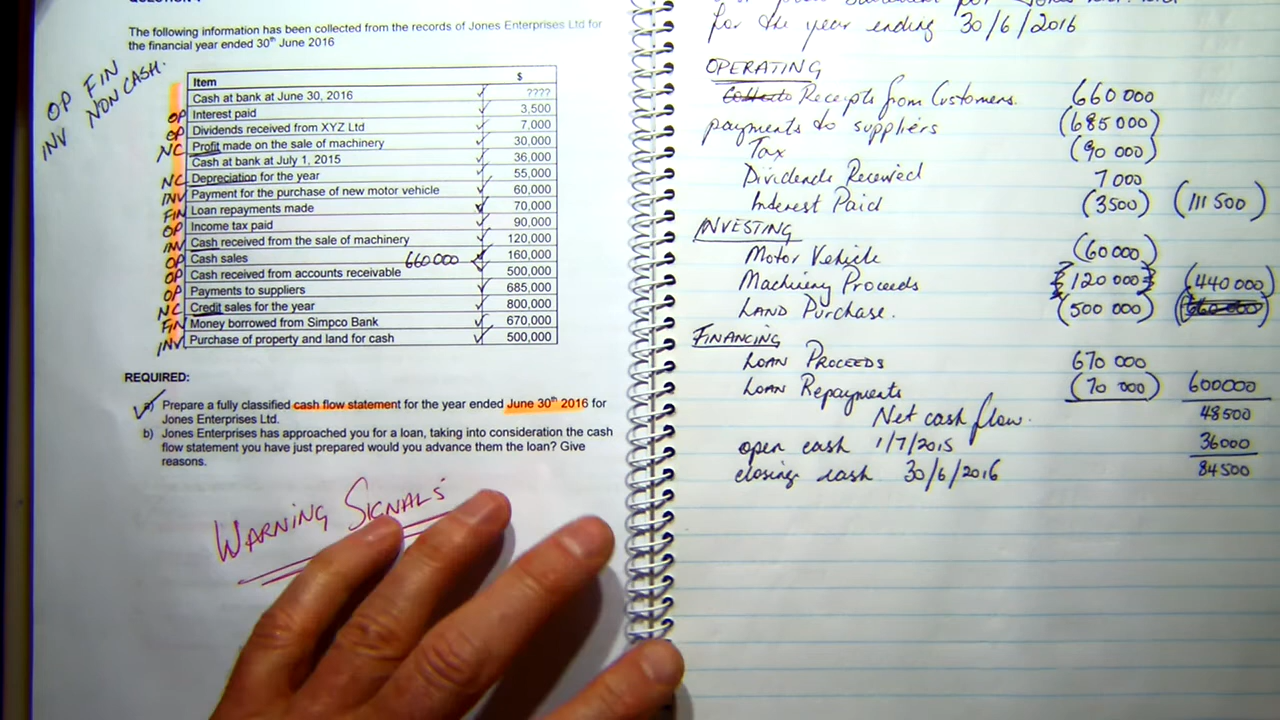 The following information has been collected from the records of Jones Enterprises Ltd for
the financial year ended 30th June 2016
OP FIN
INV NON CASH.
Item $
Cash at bank at June 30, 2016 ????
OP Interest paid 3,500
OP Dividends received from XYZ Ltd 7,000
NC Profit made on the sale of machinery 30,000
Cash at bank at July 1, 2015 36,000
NC Depreciation for the year 55,000
INV Payment for the purchase of new motor vehicle 60,000
FIN Loan repayments made 70,000
OP Income tax paid 90,000
INV Cash received from the sale of machinery 120,000
OP Cash sales 660 000 160,000
OP Cash received from accounts receivable 500,000
OP Payments to suppliers 685,000
NC Credit sales for the year 800,000
FIN Money borrowed from Simpco Bank 670,000
INV Purchase of property and land for cash 500,000
REQUIRED:
a) Prepare a fully classified cash flow statement for the year ended June 30th 2016 for
Jones Enterprises Ltd.
b) Jones Enterprises has approached you for a loan, taking into consideration the cash
flow statement you have just prepared would you advance them the loan? Give
reasons.
WARNING SIGNALS
for the year ending 30/6/2016
OPERATING
Receipts from Customers. 660 000
payments to suppliers (685 000)
Tax (90 000)
Dividends Received 7 000
Interest Paid (3500) (111 500)
INVESTING
Motor Vehicle (60 000)
Machinery Proceeds 120 000 (440 000)
LAND Purchase. (500 000)
FINANCING
LOAN PROCEEDS 670 000
LOAN Repayments (70 000) 600000
Net cash flow. 48500
open cash 1/7/2015 36000
closing cash 30/6/2016 84500